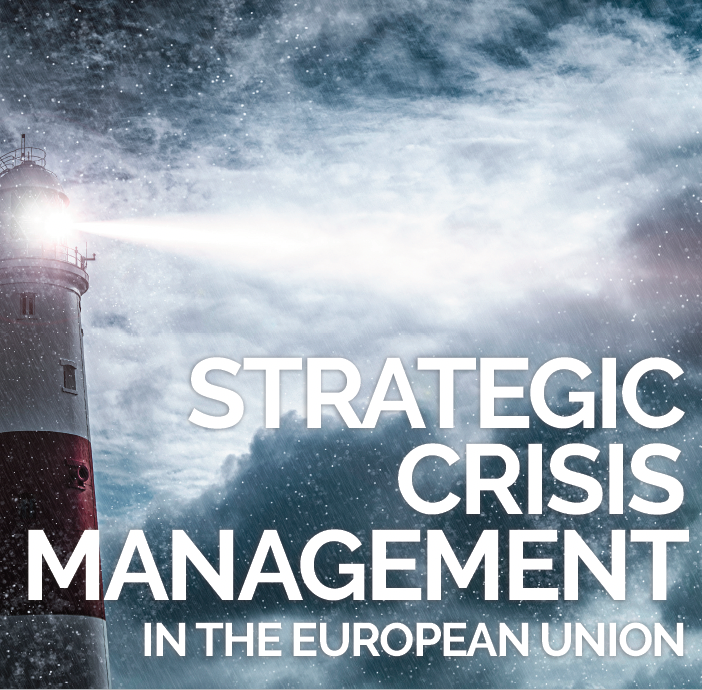 STRATEGIC
CRISIS
MANAGEMENT
IN THE EUROPEAN UNION